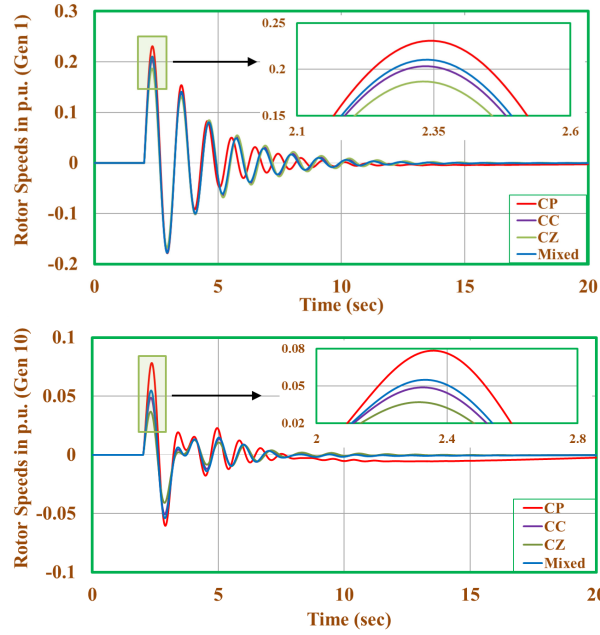 Rotor Speeds in p.u. (Gen 1)
0.3
0.2
0.1
0
-0.1
-0.2
0.25
0.2
0.15
2.1
2.35
2.6
CP
CC
CZ
Mixed
0
5
10
15
20
Time (sec)
Rotor Speeds in p.u. (Gen 10)
0.1
0.05
0
-0.05
-0.1
0.08
0.05
0.02
2
2.4
2.8
CP
CC
CZ
Mixed
0
5
10
15
20
Time (sec)